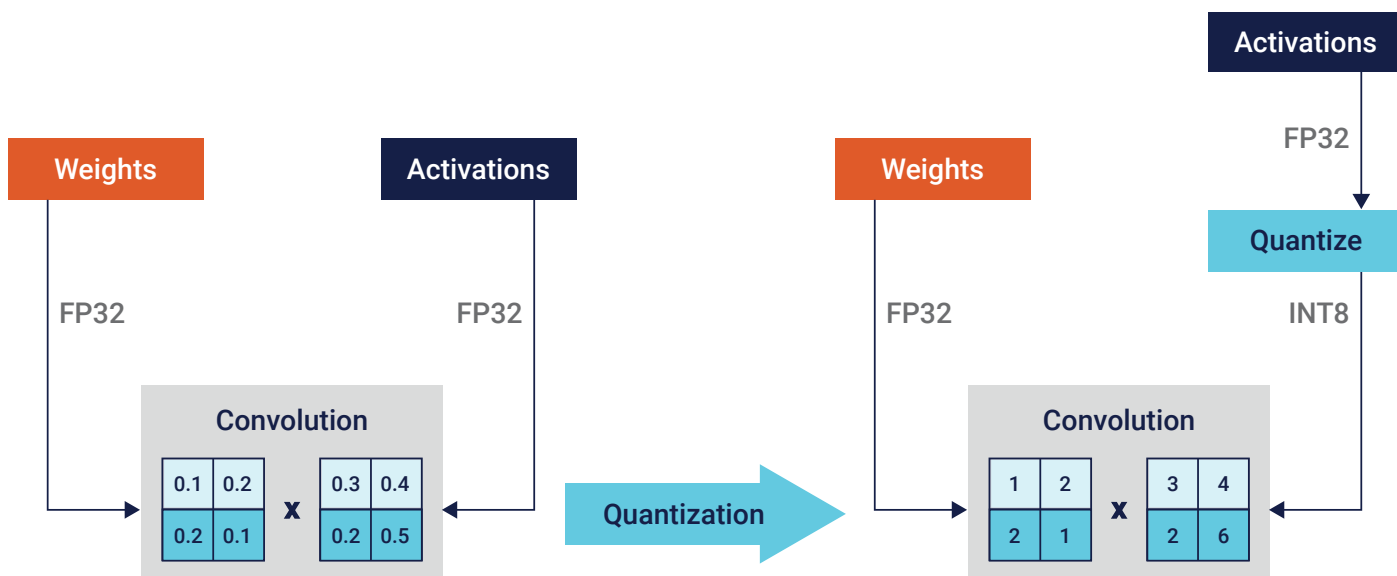 Activations
FP32
Weights
Activations
Weights
Quantize
FP32
FP32
FP32
INT8
Convolution
Convolution
0.1 0.2
0.3 0.4
1 2
3 4
x
Quantization
x
0.2 0.1
0.2 0.5
2 1
2 6